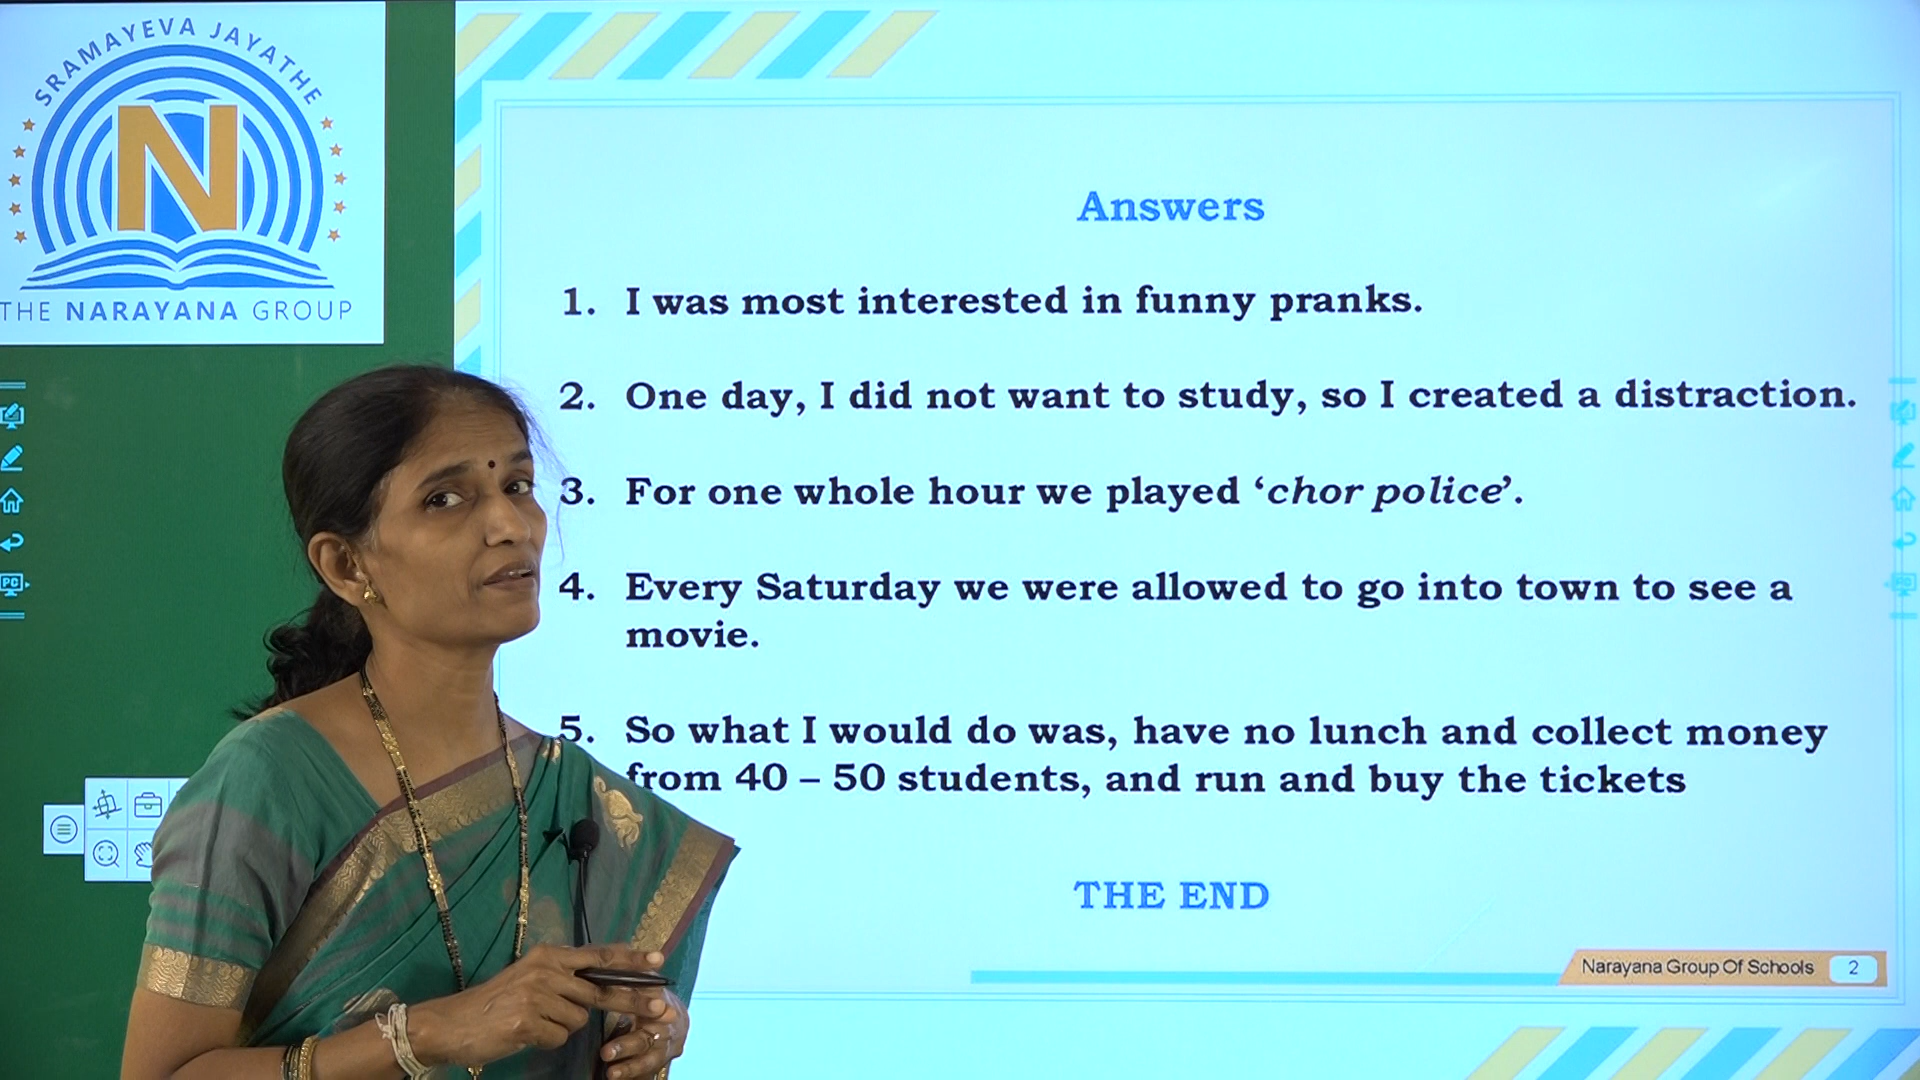 SRAMAYEVA JAYATHE
N
THE NARAYANA GROUP
Answers
1. I was most interested in funny pranks.
2. One day, I did not want to study, so I created a distraction.
3. For one whole hour we played ‘chor police’.
4. Every Saturday we were allowed to go into town to see a
movie.
5. So what I would do was, have no lunch and collect money
from 40 – 50 students, and run and buy the tickets
THE END
Narayana Group Of Schools 2
PC